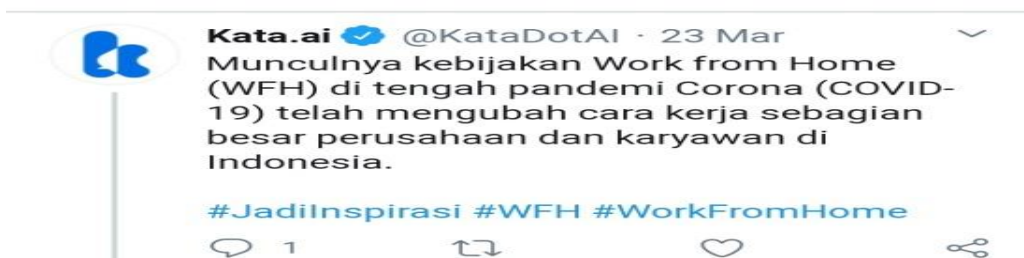 Kata.ai @KataDotAI · 23 Mar
Munculnya kebijakan Work from Home
(WFH) di tengah pandemi Corona (COVID-
19) telah mengubah cara kerja sebagian
besar perusahaan dan karyawan di
Indonesia.
#JadiInspirasi #WFH #WorkFromHome
1